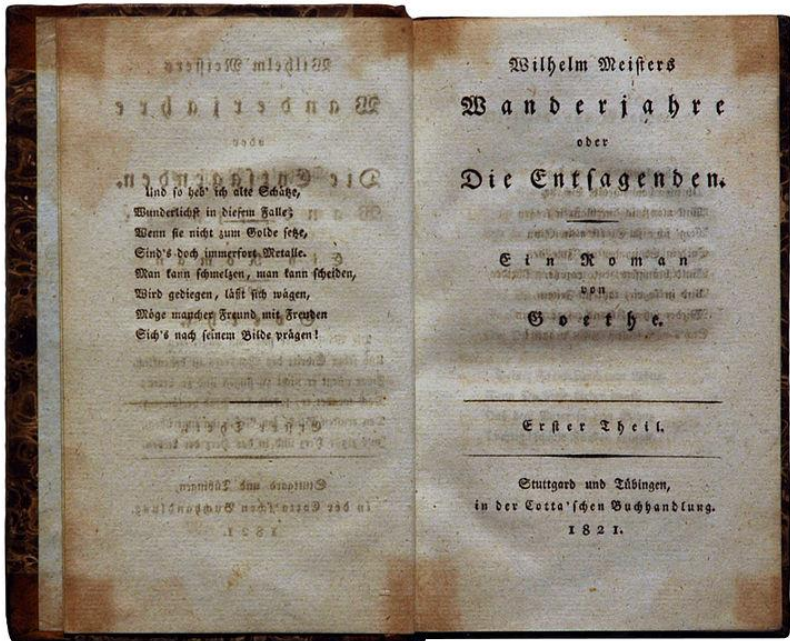 Und so heb' ich alte Schätze,
Wunderlichst in diesem Falle;
Wenn sie nicht zum Golde setze,
Sind's doch immerfort Metalle.
Man kann schmelzen, man kann scheiden,
Wird gediegen, läßt sich wägen,
Möge mancher Freund mit Freuden
Sich's nach seinem Bilde prägen!
Wilhelm Meisters
Wanderjahre
oder
Die Entsagenden.
Ein Roman
von
Goethe.
Erster Theil.
Stuttgard und Tübingen,
in der Cotta'schen Buchhandlung.
1821.